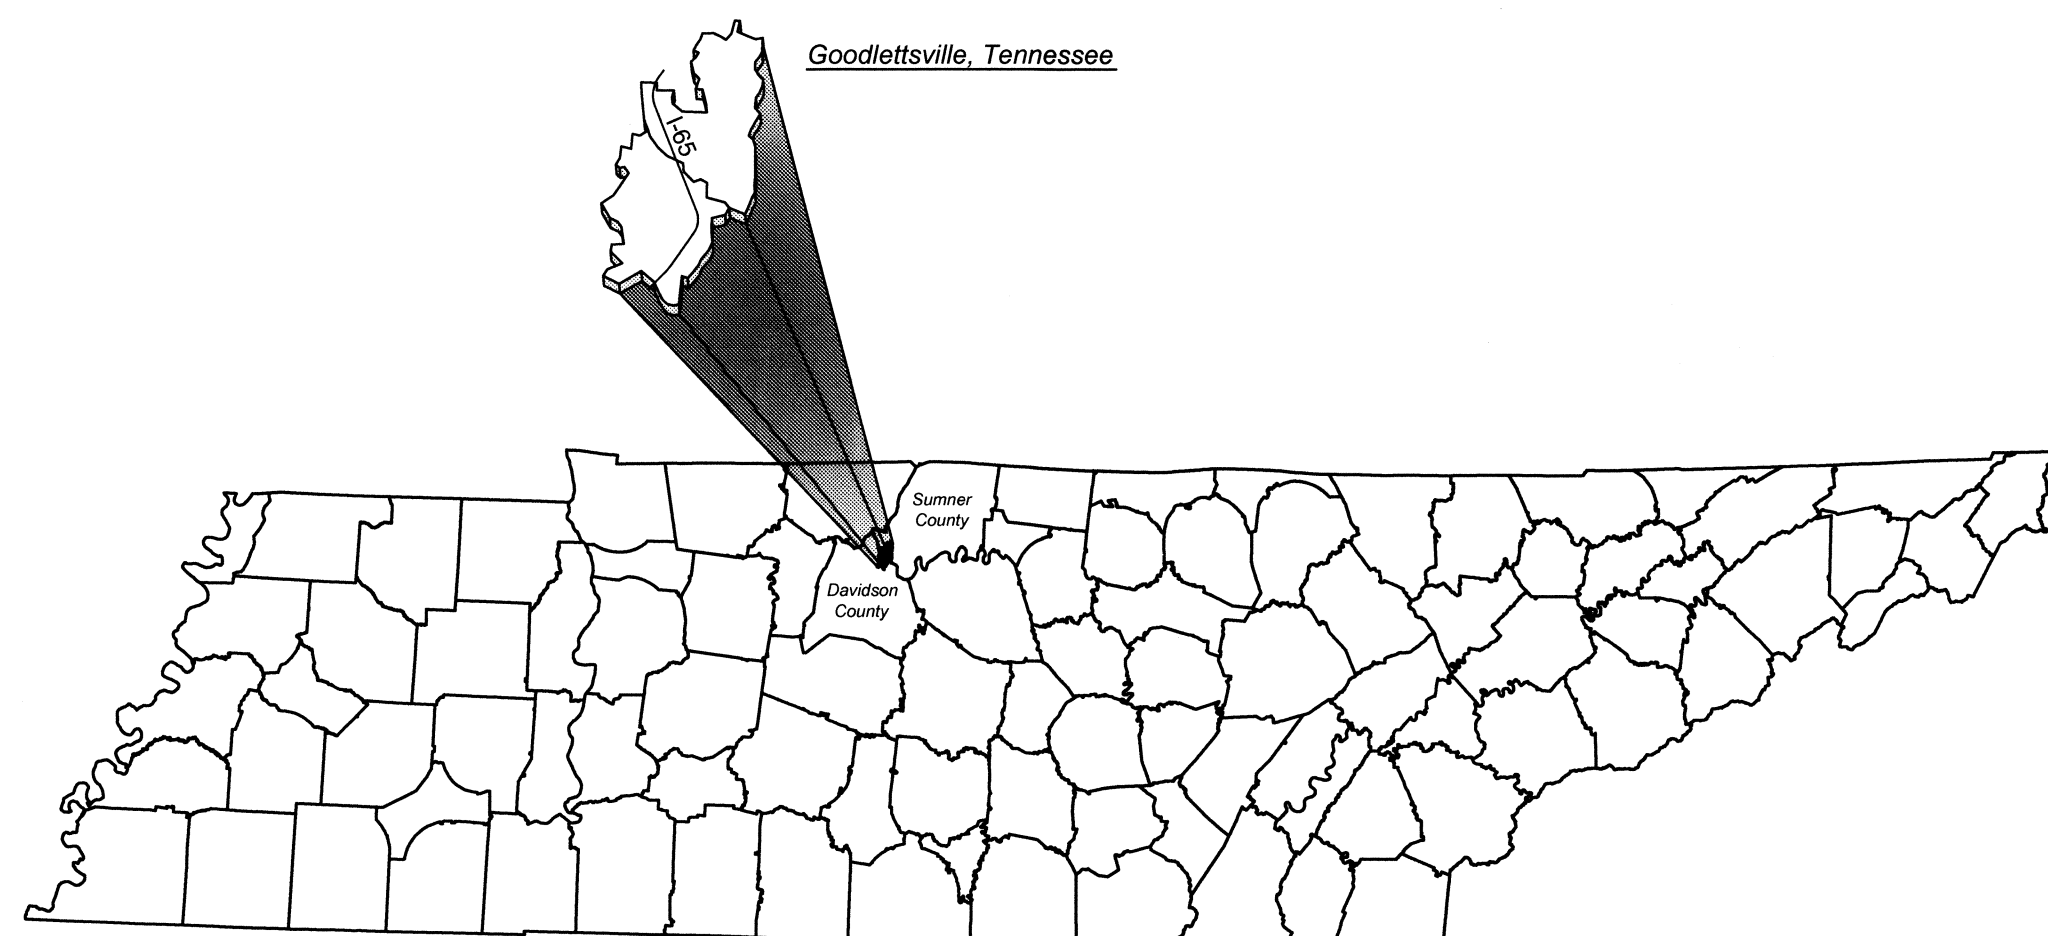 Goodlettsville, Tennessee
I-65
Sumner
County
Davidson
County